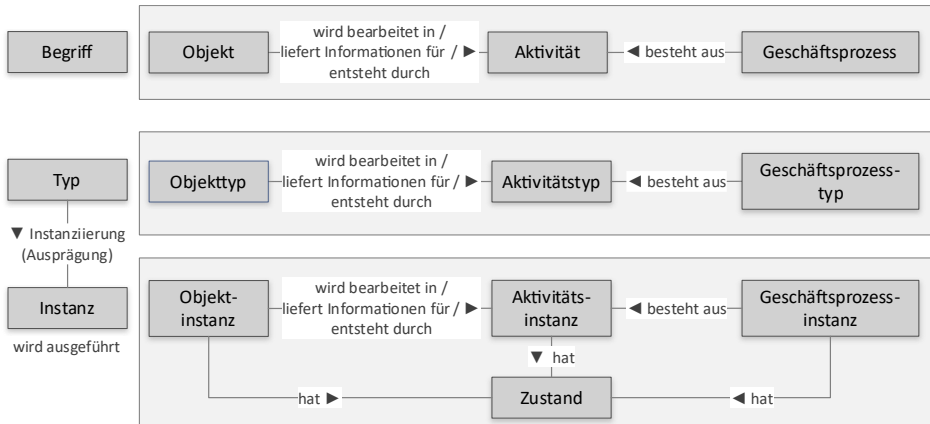 Begriff
Objekt
wird bearbeitet in /
liefert Informationen für / ►
entsteht durch
Aktivität
◄ besteht aus
Geschäftsprozess
Typ
Objekttyp
wird bearbeitet in /
liefert Informationen für / ►
entsteht durch
Aktivitätstyp
◄ besteht aus
Geschäftsprozess-
typ
▼ Instanziierung
(Ausprägung)
Instanz
wird ausgeführt
Objekt-
instanz
wird bearbeitet in /
liefert Informationen für / ►
entsteht durch
Aktivitäts-
instanz
◄ besteht aus
Geschäftsprozess-
instanz
▼ hat
hat ►
Zustand
◄ hat